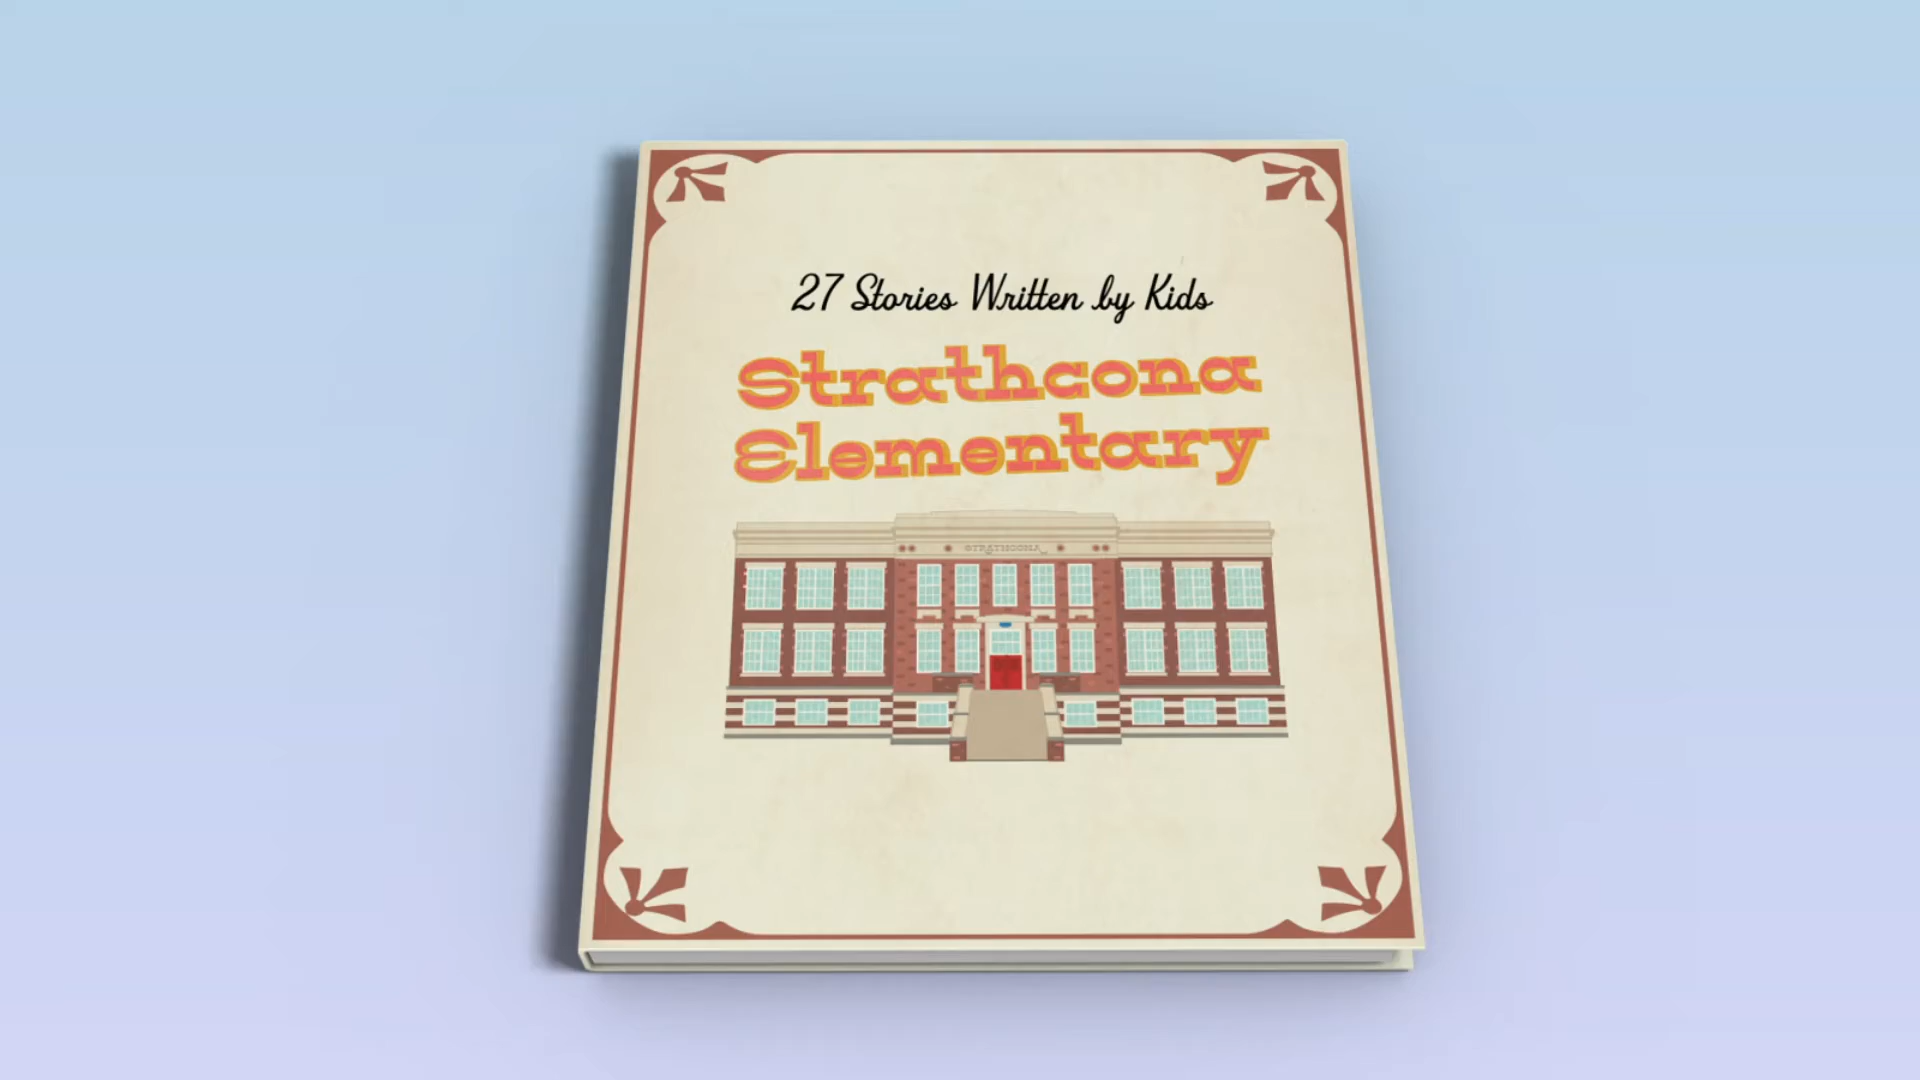 27 Stories Written by Kids
Strathcona
Elementary
STRATHCONA